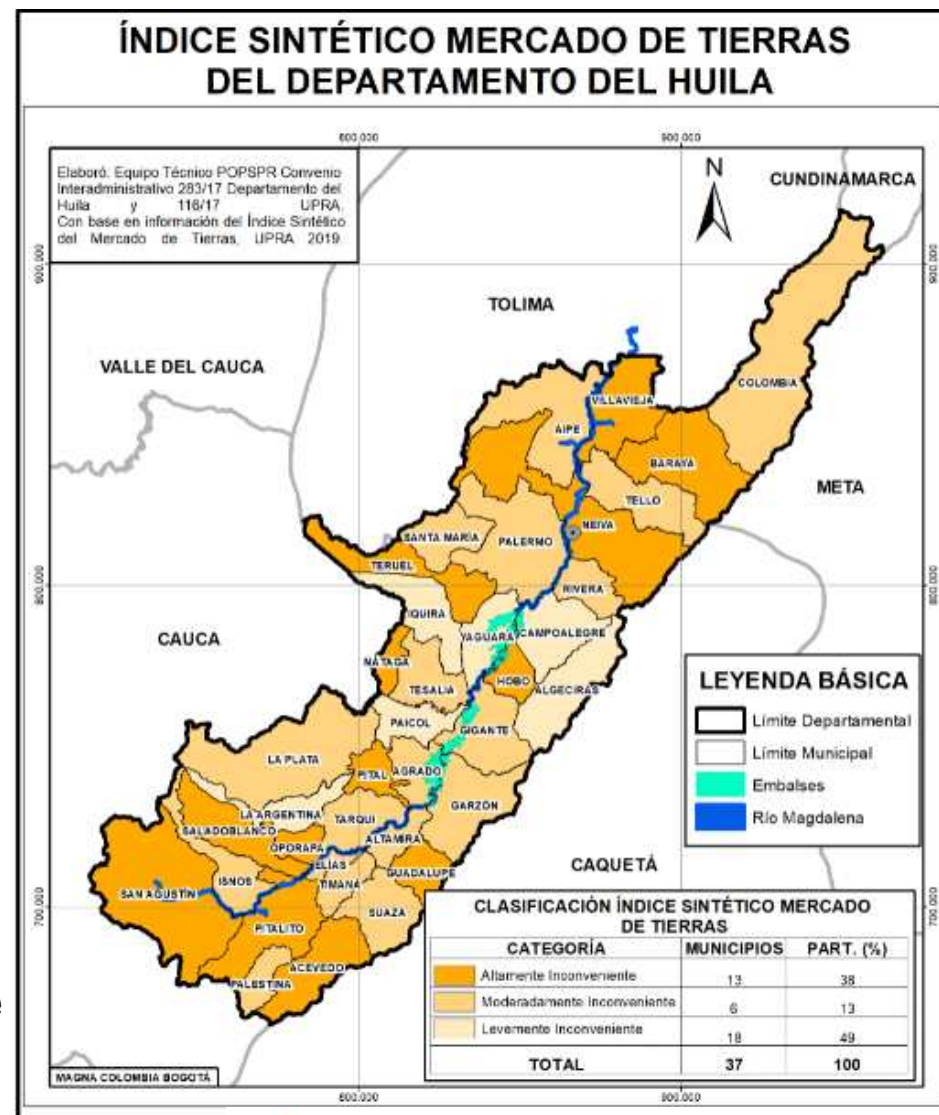 ÍNDICE SINTÉTICO MERCADO DE TIERRAS
DEL DEPARTAMENTO DEL HUILA
800.000
900.000
Elaboró: Equipo Técnico POPSPR Convenio
Interadministrativo 283/17 Departamento del
Huila y 116/17 UPRA.
Con base en información del Índice Sintético
del Mercado de Tierras, UPRA 2019.
N
CUNDINAMARCA
900.000
900.000
TOLIMA
VALLE DEL CAUCA
COLOMBIA
VILLAVIEJA
AIPE
BARAYA
META
TELLO
NEIVA
SANTA MARÍA
PALERMO
TERUEL
800.000
RIVERA
800.000
IQUIRA
CAUCA
YAGUARÁ
CAMPOALEGRE
NÁTAGA
HOBO
TESALIA
ALGECIRAS
PAICOL
GIGANTE
LEYENDA BÁSICA
Límite Departamental
Límite Municipal
Embalses
Río Magdalena
LA PLATA
PITAL
AGRADO
GARZÓN
LA ARGENTINA
TARQUI
SALADOBLANCO
OPORAPA
ALTAMIRA
ELÍAS
GUADALUPE
CAQUETÁ
ISNOS
TIMANÁ
SAN AGUSTÍN
SUAZA
700.000
700.000
PITALITO
ACEVEDO
PALESTINA
CLASIFICACIÓN ÍNDICE SINTÉTICO MERCADO
DE TIERRAS
CATEGORÍA MUNICIPIOS PART. (%)
Altamente Inconveniente 13 38
Moderadamente Inconveniente 6 13
Levemente Inconveniente 18 49
TOTAL 37 100
MAGNA COLOMBIA BOGOTÁ
800.000
900.000